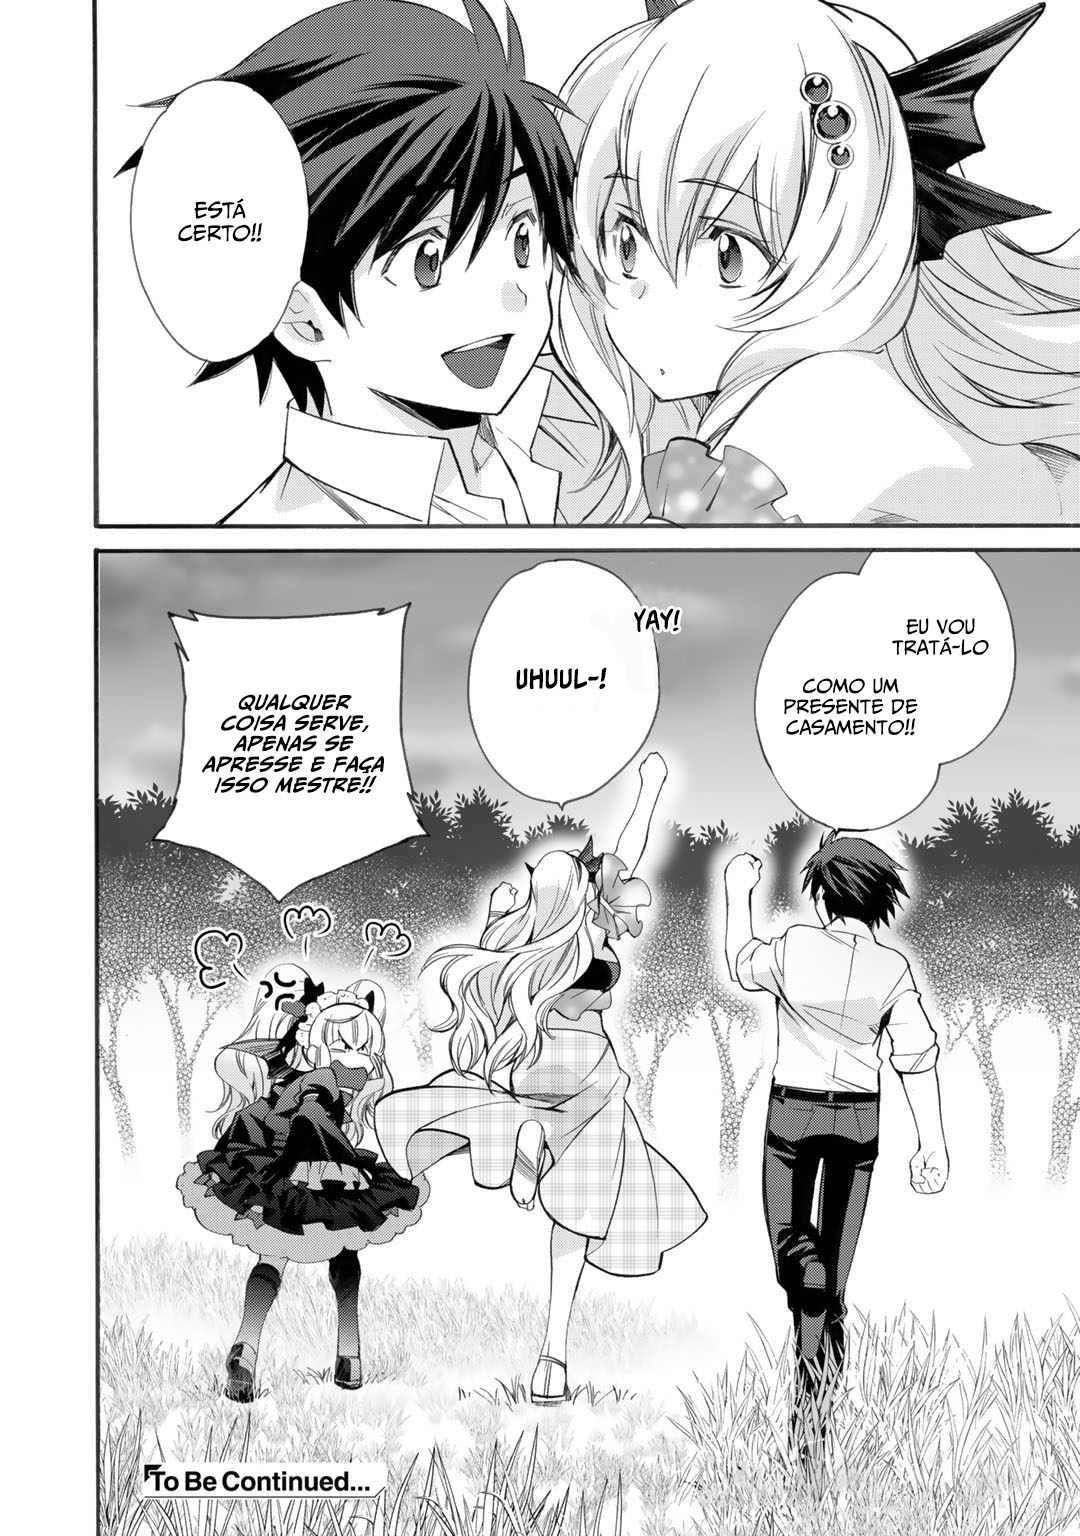 ESTÁ
CERTO!!
EU VOU
TRATÁ-LO
COMO UM
PRESENTE DE
CASAMENTO!!
YAY!
UHUUL-!
QUALQUER
COISA SERVE,
APENAS SE
APRESSE E FAÇA
ISSO MESTRE!!
To Be Continued...